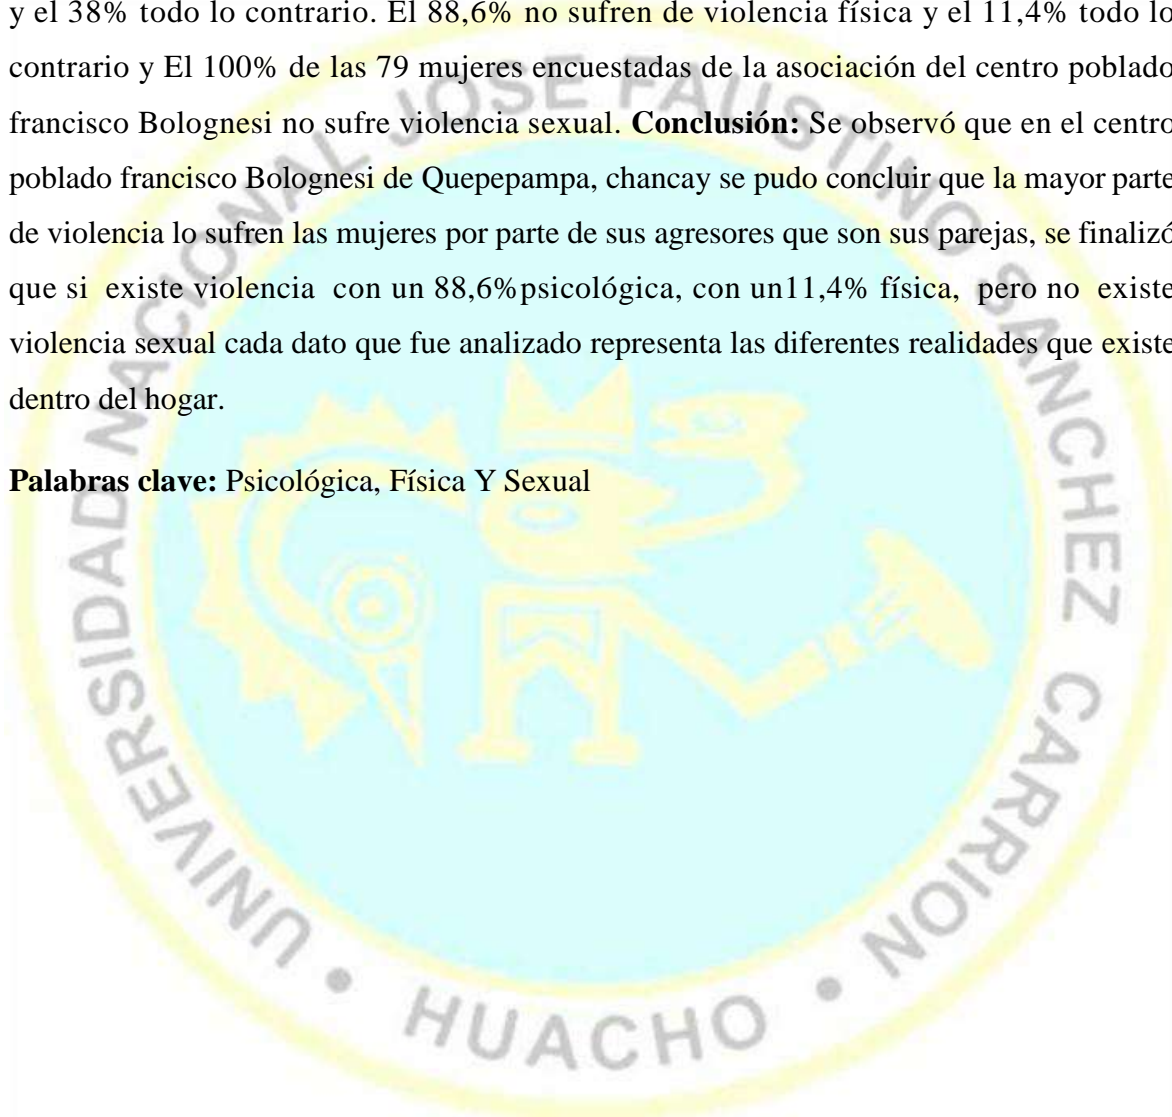 y el 38% todo lo contrario. El 88,6% no sufren de violencia física y el 11,4% todo lo
contrario y El 100% de las 79 mujeres encuestadas de la asociación del centro poblado
francisco Bolognesi no sufre violencia sexual. Conclusión: Se observó que en el centro
poblado francisco Bolognesi de Quepepampa, chancay se pudo concluir que la mayor parte
de violencia lo sufren las mujeres por parte de sus agresores que son sus parejas, se finalizó
que si existe violencia con un 88,6%psicológica, con un11,4% física, pero no existe
violencia sexual cada dato que fue analizado representa las diferentes realidades que existe
dentro del hogar.
Palabras clave: Psicológica, Física Y Sexual
UNIVERSIDAD NACIONAL JOSE FAUSTINO SANCHEZ CARRION
• HUACHO •